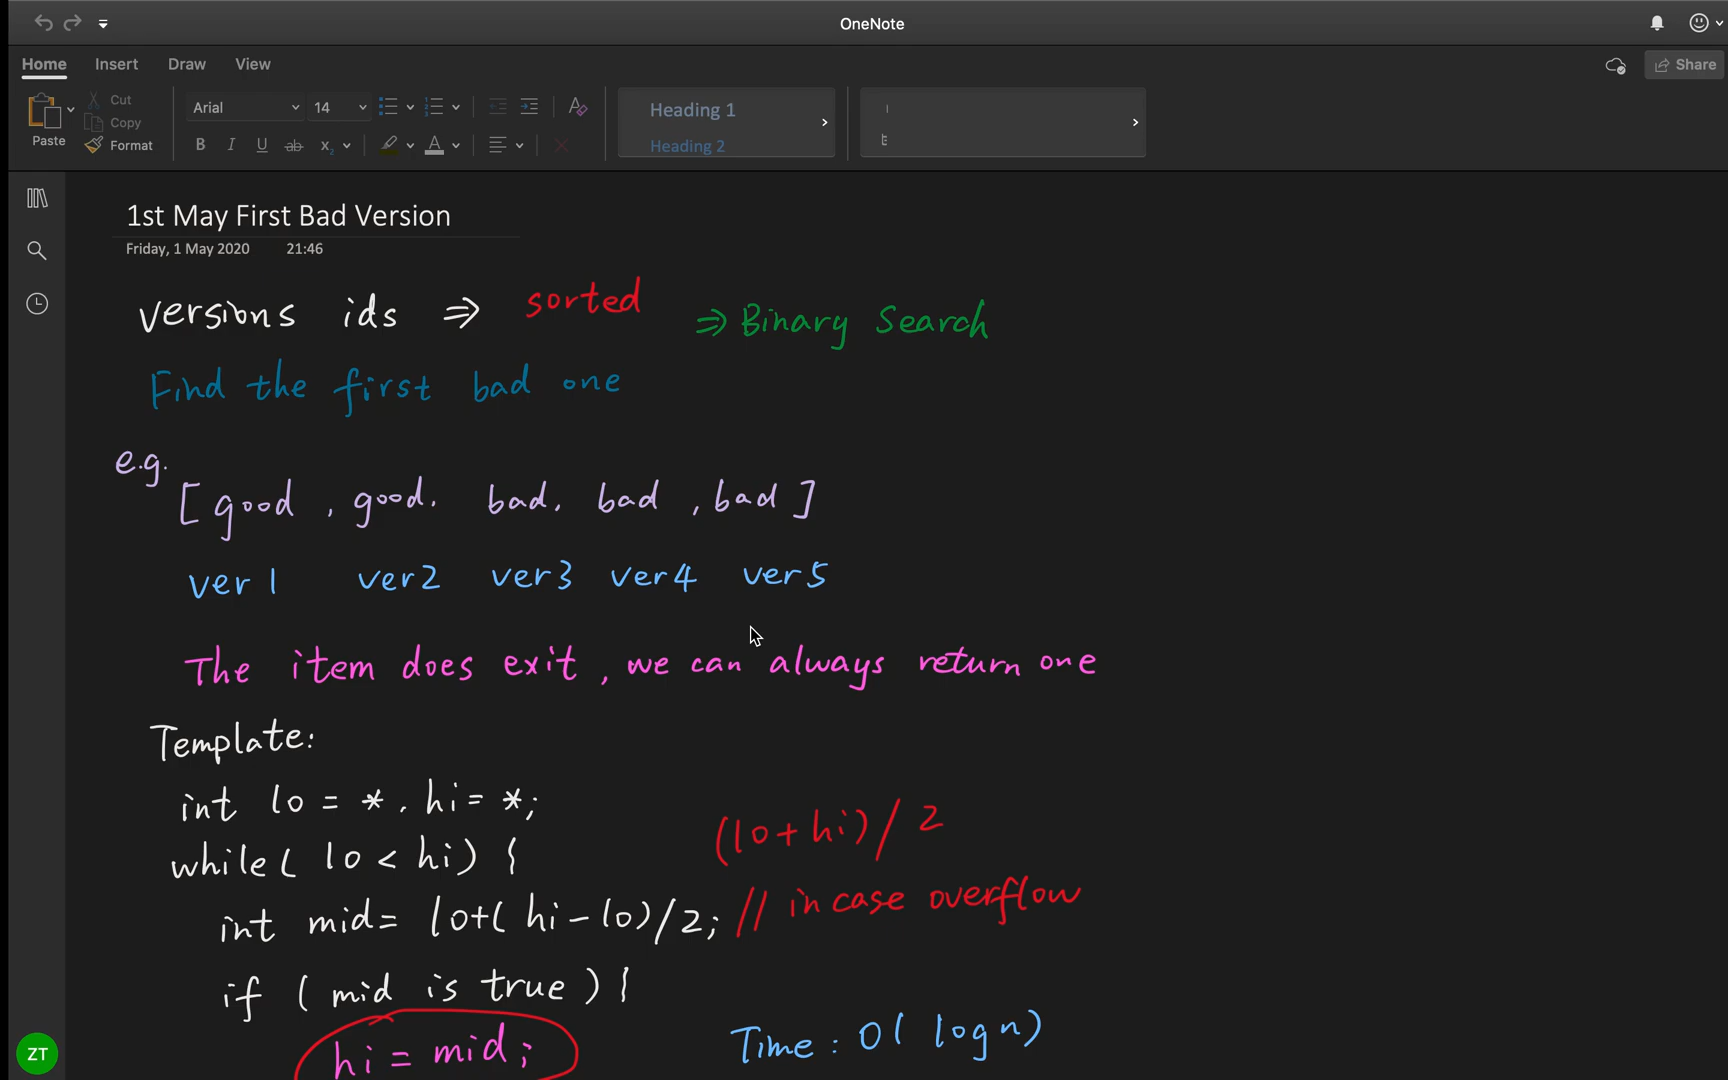 OneNote
Home Insert Draw View
Share
Paste
Cut
Copy
Format
Arial 14
B I U ab x
A
Heading 1
Heading 2
1st May First Bad Version
Friday, 1 May 2020 21:46
versions ids ⇒ sorted ⇒ Binary Search
Find the first bad one
e.g.
[ good , good. bad. bad , bad ]
ver 1 ver2 ver3 ver4 ver5
The item does exit, we can always return one
Template:
int lo = *, hi = *;
(lo+hi)/ 2
while( lo < hi) {
int mid= lo+( hi-lo)/2; // in case overflow
if ( mid is true ) {
hi = mid;
Time : O( logn)
ZT